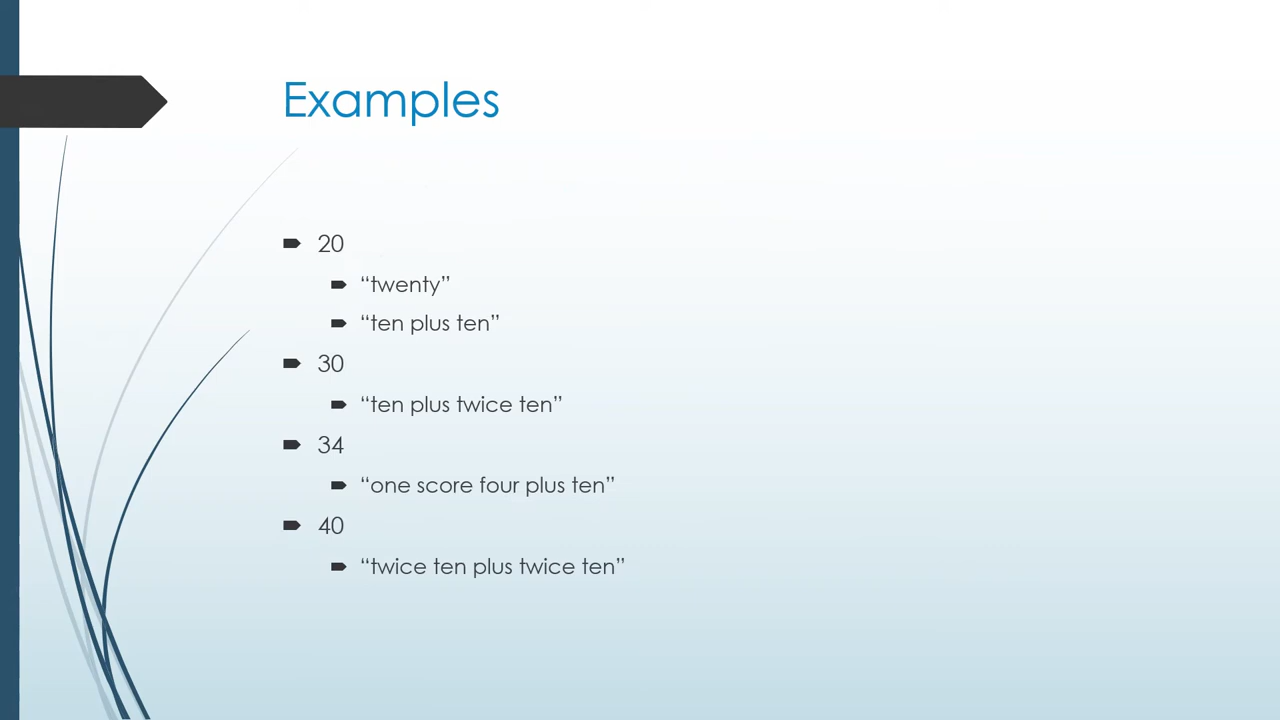 Examples
20
“twenty”
“ten plus ten”
30
“ten plus twice ten”
34
“one score four plus ten”
40
“twice ten plus twice ten”